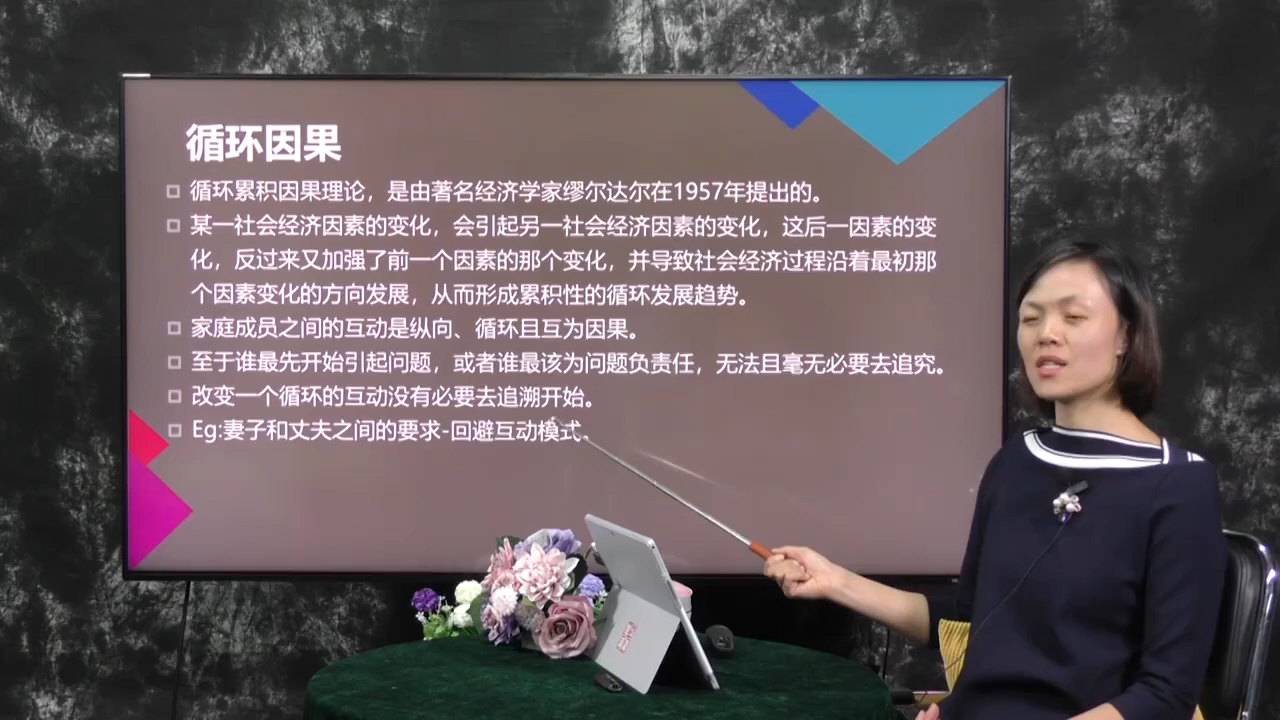 循环因果
循环累积因果理论，是由著名经济学家缪尔达尔在1957年提出的。
某一社会经济因素的变化，会引起另一社会经济因素的变化，这后一因素的变
化，反过来又加强了前一个因素的那个变化，并导致社会经济过程沿着最初那
个因素变化的方向发展，从而形成累积性的循环发展趋势。
家庭成员之间的互动是纵向、循环且互为因果。
至于谁最先开始引起问题，或者谁最该为问题负责任，无法且毫无必要去追究。
改变一个循环的互动没有必要去追溯开始。
Eg:妻子和丈夫之间的要求-回避互动模式。